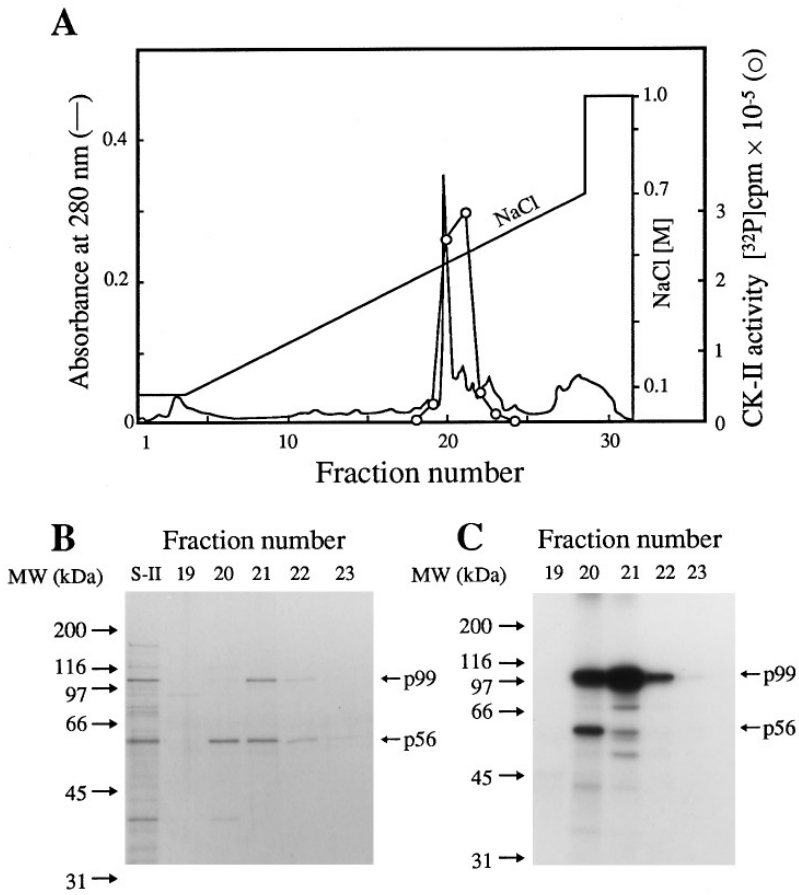 A
Absorbance at 280 nm (—)
0.4
0.2
0
NaCl
1.0
0.7
0.1
NaCl [M]
3
2
1
0
CK-II activity [³²P]cpm × 10⁻⁵ (○)
1 10 20 30
Fraction number
B
Fraction number
MW (kDa) S-II 19 20 21 22 23
200
116
97
66
45
31
p99
p56
C
Fraction number
MW (kDa) 19 20 21 22 23
200
116
97
66
45
31
p99
p56